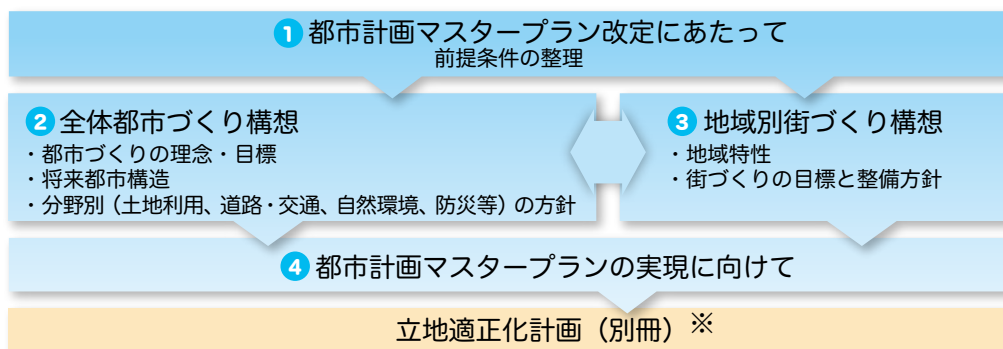 1 都市計画マスタープラン改定にあたって
前提条件の整理
2 全体都市づくり構想
・都市づくりの理念・目標
・将来都市構造
・分野別（土地利用、道路・交通、自然環境、防災等）の方針
3 地域別街づくり構想
・地域特性
・街づくりの目標と整備方針
4 都市計画マスタープランの実現に向けて
立地適正化計画（別冊）※